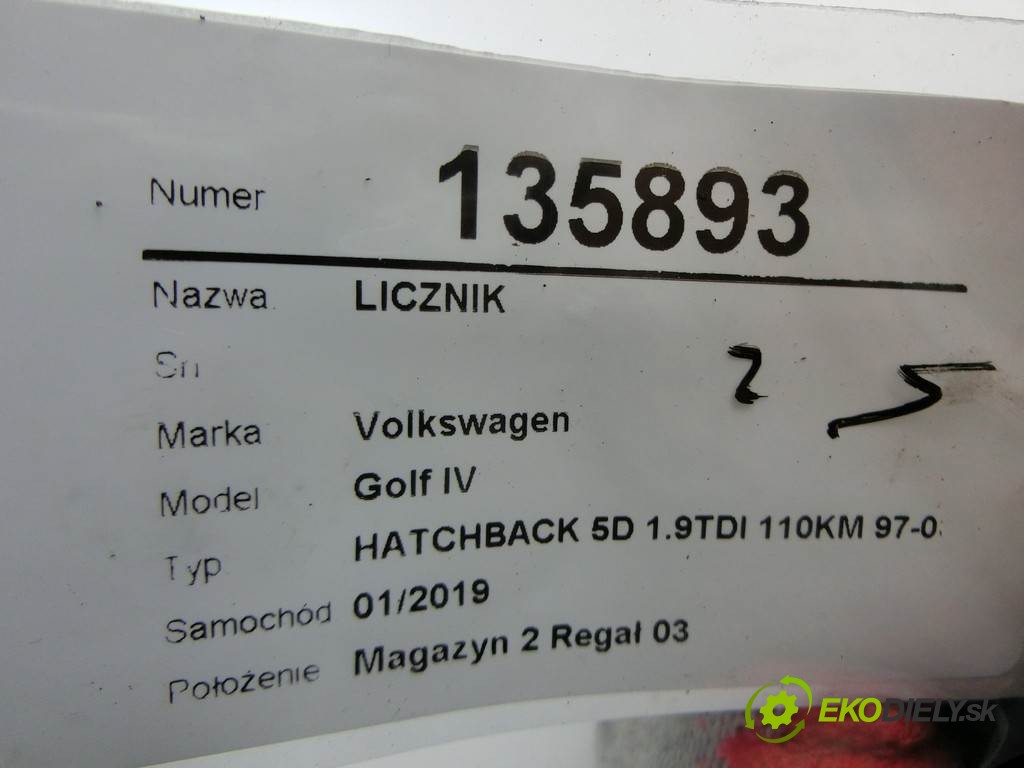 Numer 135893
Nazwa LICZNIK
Sn
2 5
Marka Volkswagen
Model Golf IV
Typ HATCHBACK 5D 1.9TDI 110KM 97-0
Samochód 01/2019
Położenie Magazyn 2 Regał 03
EKODIELY.sk